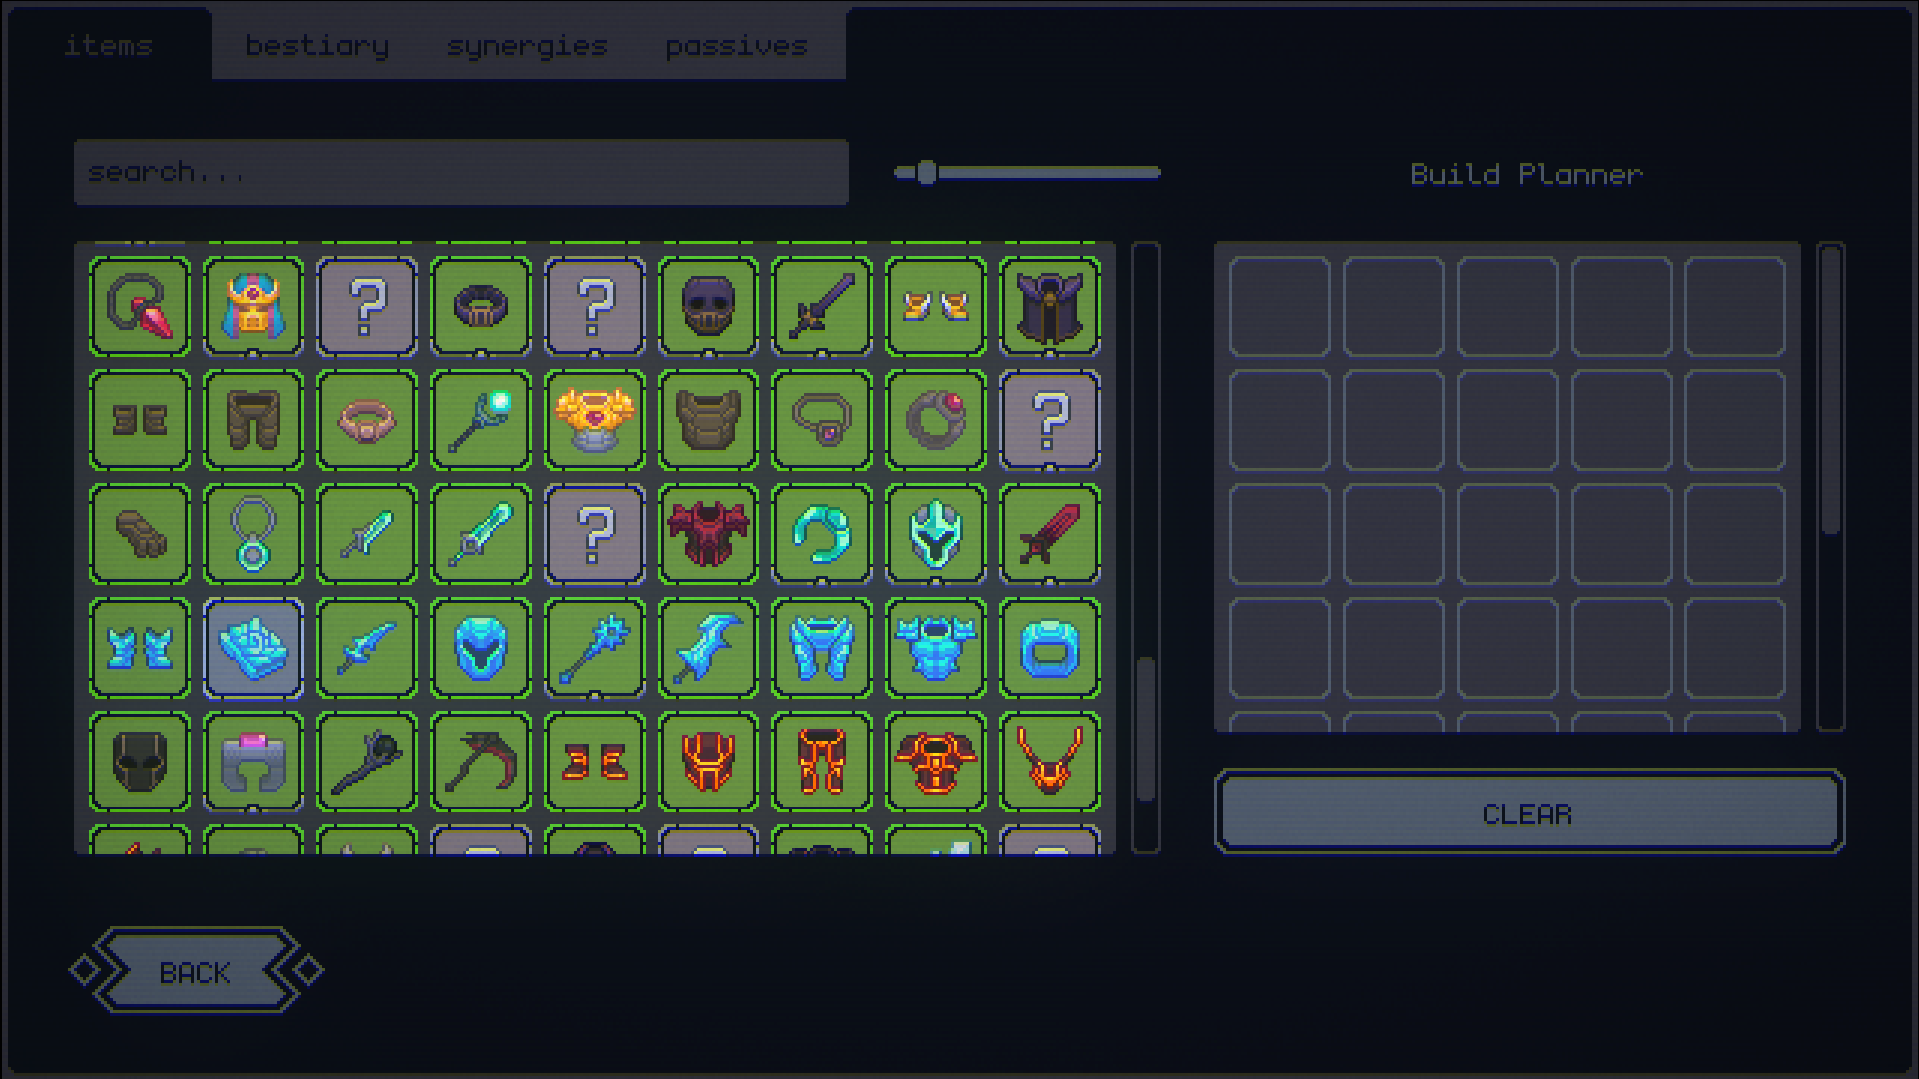 items bestiary synergies passives
search...
Build Planner
? ?
?
?
CLEAR
BACK